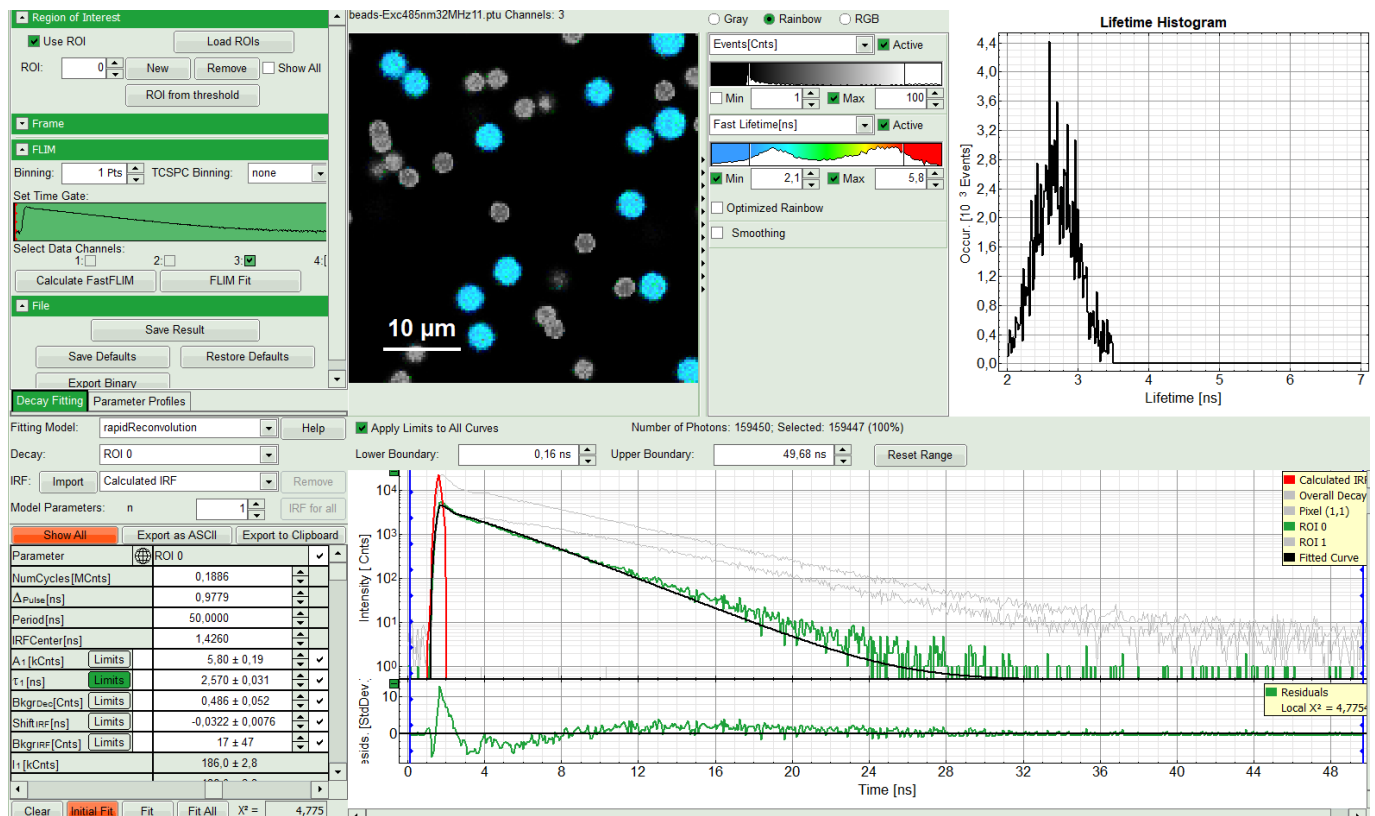 Region of Interest
Use ROI
Load ROIs
ROI:
0
New
Remove
Show All
ROI from threshold
Frame
FLIM
Binning:
1 Pts
TCSPC Binning:
none
Set Time Gate:
Select Data Channels:
1:
2:
3:
4:
Calculate FastFLIM
FLIM Fit
File
Save Result
Save Defaults
Restore Defaults
Export Binary
beads-Exc485nm32MHz11.ptu Channels: 3
10 µm
Gray
Rainbow
RGB
Events[Cnts]
Active
Min
1
Max
100
Fast Lifetime[ns]
Active
Min
2,1
Max
5,8
Optimized Rainbow
Smoothing
Lifetime Histogram
Occur. [10 3 Events]
4,4
4,0
3,6
3,2
2,8
2,4
2,0
1,6
1,2
0,8
0,4
0,0
2 3 4 5 6 7
Lifetime [ns]
Decay Fitting
Parameter Profiles
Fitting Model:
rapidReconvolution
Help
Decay:
ROI 0
IRF:
Import
Calculated IRF
Remove
Model Parameters: n
1
IRF for all
Show All
Export as ASCII
Export to Clipboard
Parameter ROI 0
NumCycles[MCnts] 0,1886
ΔPulse[ns] 0,9779
Period[ns] 50,0000
IRFCenter[ns] 1,4260
A1[kCnts] Limits 5,80 ± 0,19
τ1[ns] Limits 2,570 ± 0,031
BkgrDec[Cnts] Limits 0,486 ± 0,052
ShiftIRF[ns] Limits -0,0322 ± 0,0076
BkgrIRF[Cnts] Limits 17 ± 47
I1[kCnts] 186,0 ± 2,8
Clear
Initial Fit
Fit
Fit All
X² =
4,775
Apply Limits to All Curves
Number of Photons: 159450; Selected: 159447 (100%)
Lower Boundary:
0,16 ns
Upper Boundary:
49,68 ns
Reset Range
Intensity [ Cnts]
104
103
102
101
100
Calculated IRF
Overall Decay
Pixel (1,1)
ROI 0
ROI 1
Fitted Curve
[StdDev.
10
0
Residuals
Local X² = 4,7754
0 4 8 12 16 20 24 28 32 36 40 44 48
Time [ns]